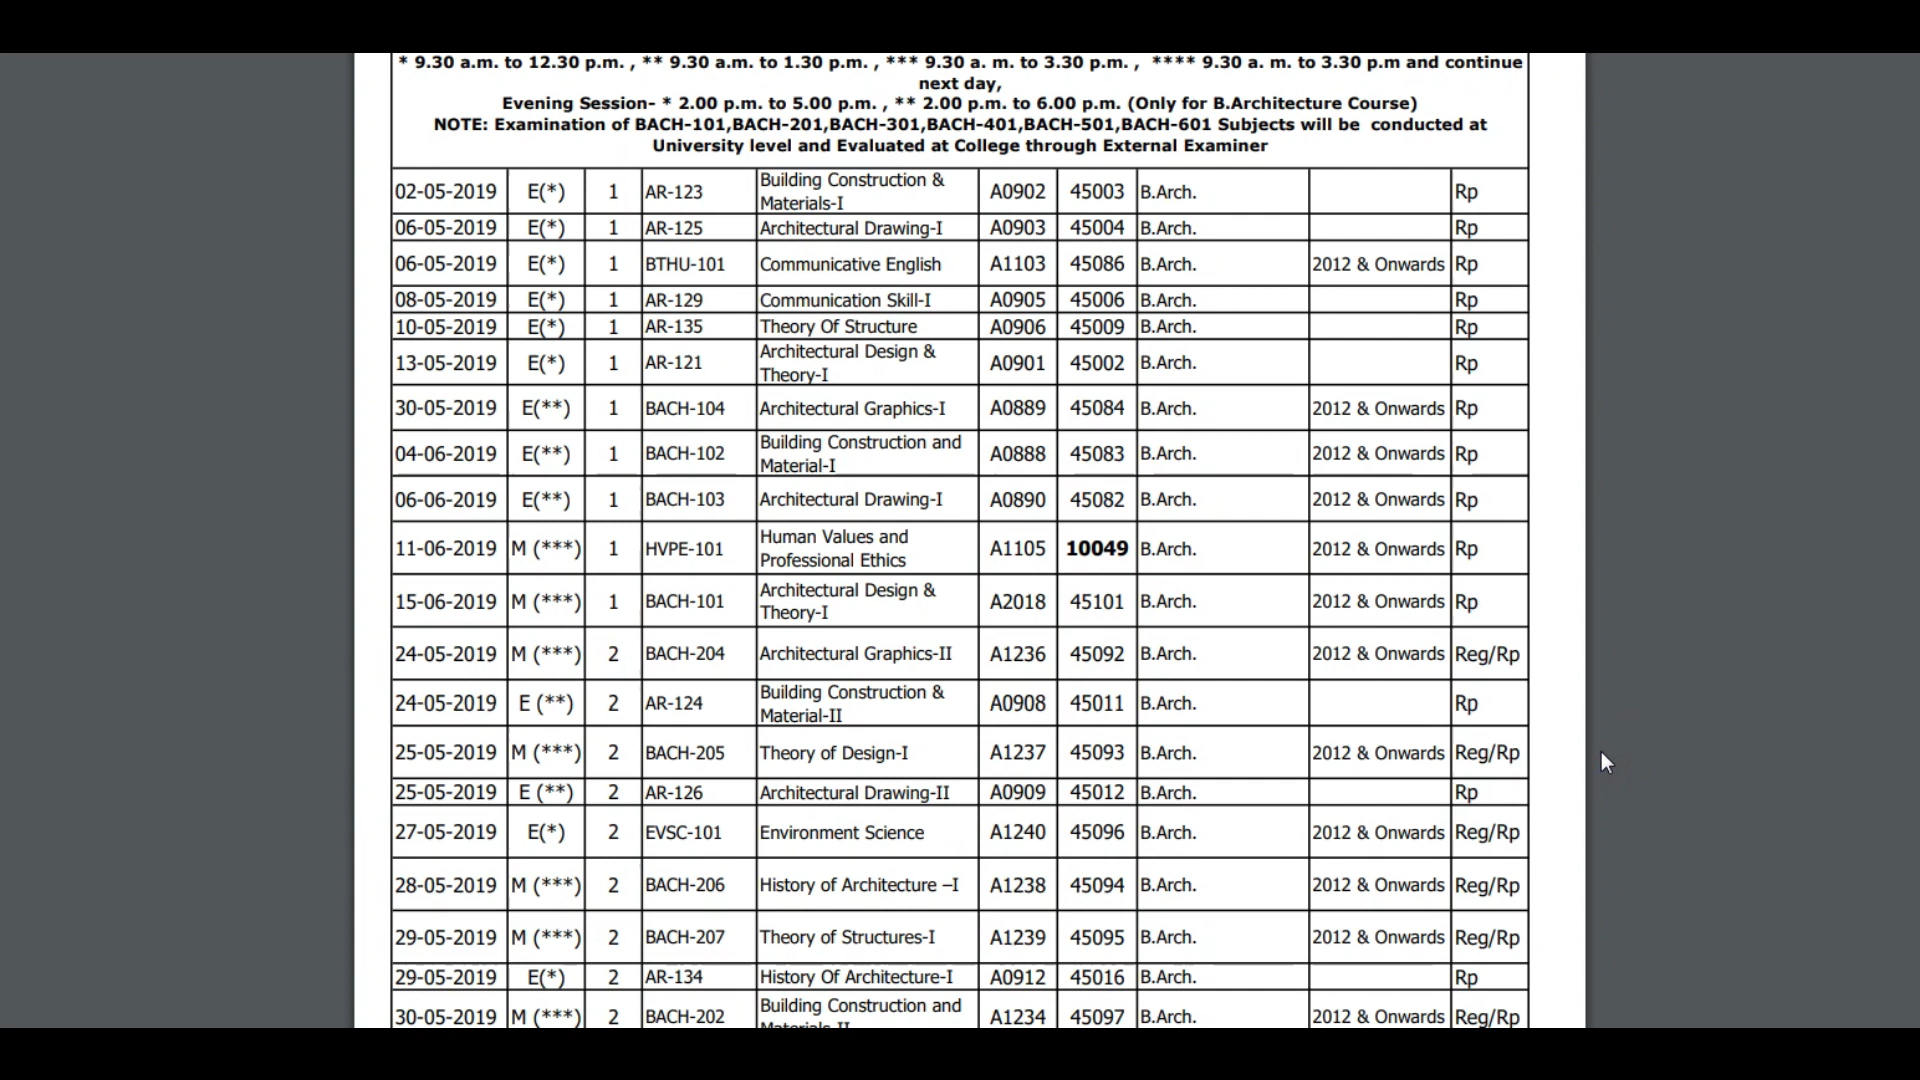 * 9.30 a.m. to 12.30 p.m. , ** 9.30 a.m. to 1.30 p.m. , *** 9.30 a. m. to 3.30 p.m. , **** 9.30 a. m. to 3.30 p.m and continue
next day,
Evening Session- * 2.00 p.m. to 5.00 p.m. , ** 2.00 p.m. to 6.00 p.m. (Only for B.Architecture Course)
NOTE: Examination of BACH-101,BACH-201,BACH-301,BACH-401,BACH-501,BACH-601 Subjects will be conducted at
University level and Evaluated at College through External Examiner
02-05-2019 E(*) 1 AR-123 Building Construction & Materials-I A0902 45003 B.Arch. Rp
06-05-2019 E(*) 1 AR-125 Architectural Drawing-I A0903 45004 B.Arch. Rp
06-05-2019 E(*) 1 BTHU-101 Communicative English A1103 45086 B.Arch. 2012 & Onwards Rp
08-05-2019 E(*) 1 AR-129 Communication Skill-I A0905 45006 B.Arch. Rp
10-05-2019 E(*) 1 AR-135 Theory Of Structure A0906 45009 B.Arch. Rp
13-05-2019 E(*) 1 AR-121 Architectural Design & Theory-I A0901 45002 B.Arch. Rp
30-05-2019 E(**) 1 BACH-104 Architectural Graphics-I A0889 45084 B.Arch. 2012 & Onwards Rp
04-06-2019 E(**) 1 BACH-102 Building Construction and Material-I A0888 45083 B.Arch. 2012 & Onwards Rp
06-06-2019 E(**) 1 BACH-103 Architectural Drawing-I A0890 45082 B.Arch. 2012 & Onwards Rp
11-06-2019 M (***) 1 HVPE-101 Human Values and Professional Ethics A1105 10049 B.Arch. 2012 & Onwards Rp
15-06-2019 M (***) 1 BACH-101 Architectural Design & Theory-I A2018 45101 B.Arch. 2012 & Onwards Rp
24-05-2019 M (***) 2 BACH-204 Architectural Graphics-II A1236 45092 B.Arch. 2012 & Onwards Reg/Rp
24-05-2019 E (**) 2 AR-124 Building Construction & Material-II A0908 45011 B.Arch. Rp
25-05-2019 M (***) 2 BACH-205 Theory of Design-I A1237 45093 B.Arch. 2012 & Onwards Reg/Rp
25-05-2019 E (**) 2 AR-126 Architectural Drawing-II A0909 45012 B.Arch. Rp
27-05-2019 E(*) 2 EVSC-101 Environment Science A1240 45096 B.Arch. 2012 & Onwards Reg/Rp
28-05-2019 M (***) 2 BACH-206 History of Architecture –I A1238 45094 B.Arch. 2012 & Onwards Reg/Rp
29-05-2019 M (***) 2 BACH-207 Theory of Structures-I A1239 45095 B.Arch. 2012 & Onwards Reg/Rp
29-05-2019 E(*) 2 AR-134 History Of Architecture-I A0912 45016 B.Arch. Rp
30-05-2019 M (***) 2 BACH-202 Building Construction and A1234 45097 B.Arch. 2012 & Onwards Reg/Rp